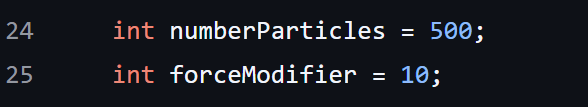 24 int numberParticles = 500;
25 int forceModifier = 10;